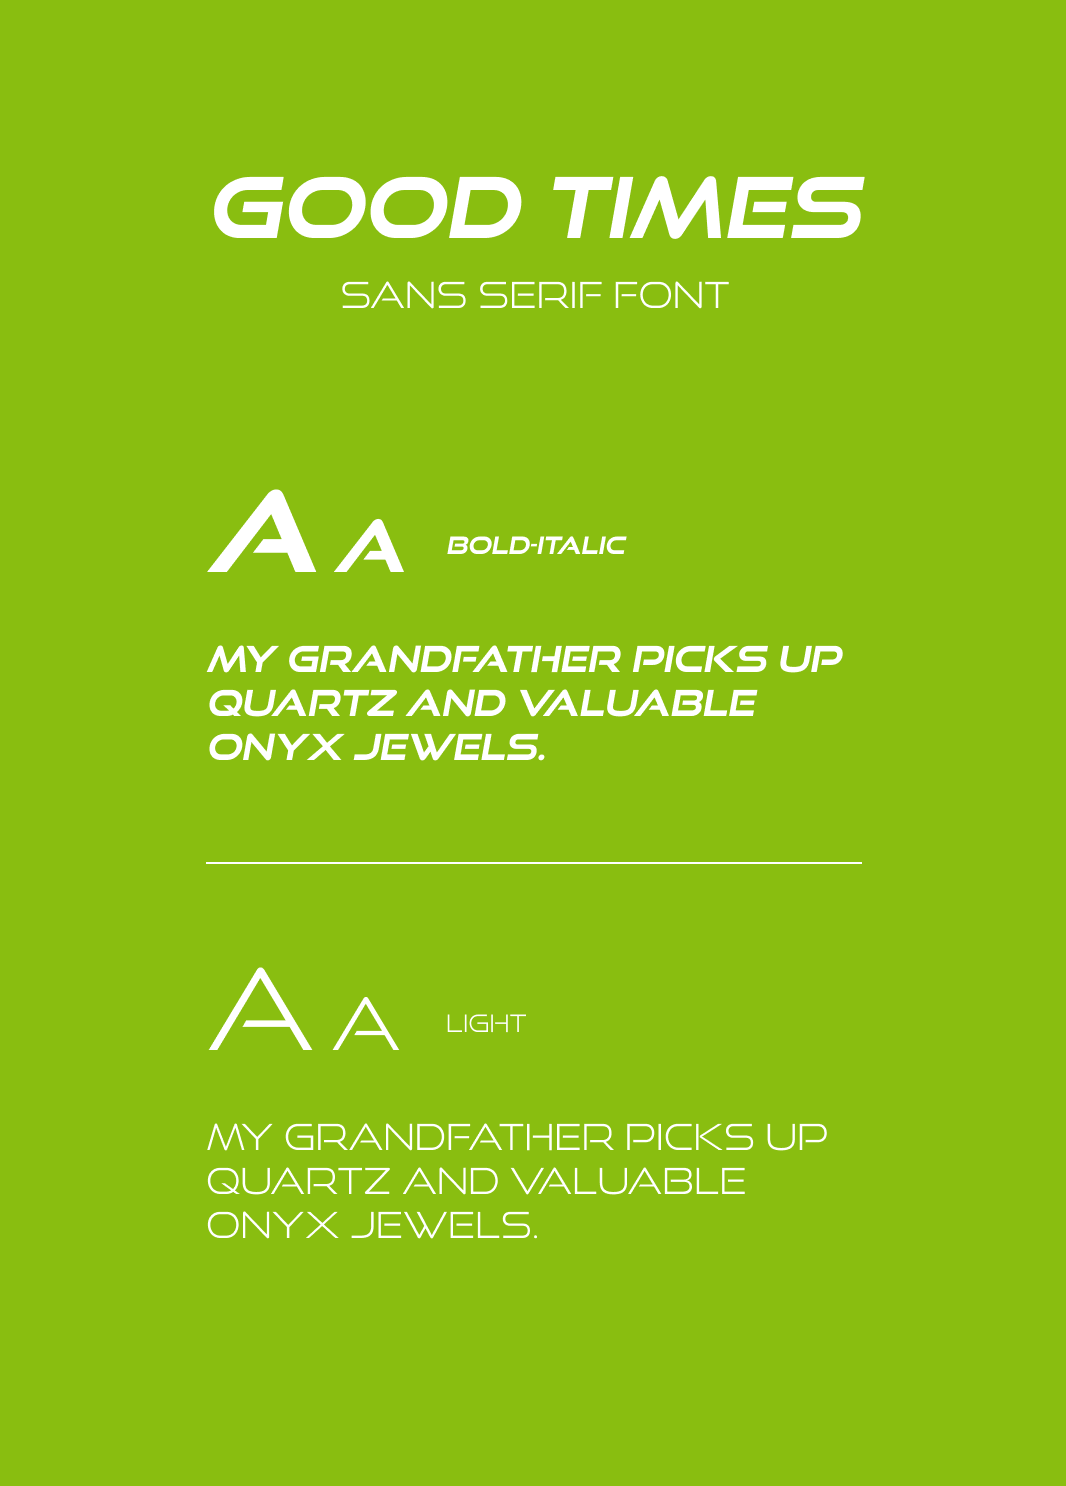 GOOD TIMES
SANS SERIF FONT
A A BOLD-ITALIC
MY GRANDFATHER PICKS UP
QUARTZ AND VALUABLE
ONYX JEWELS.
A A LIGHT
MY GRANDFATHER PICKS UP
QUARTZ AND VALUABLE
ONYX JEWELS.